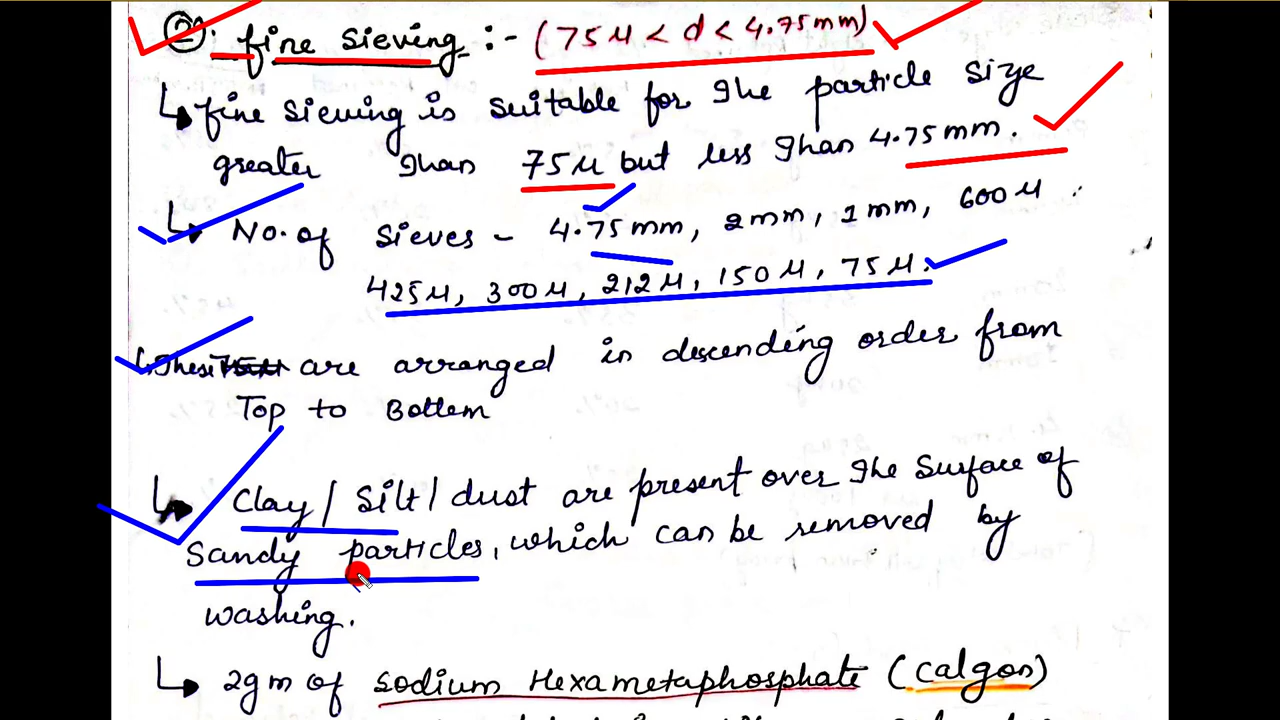 ②. fine sieving :- (75μ < d < 4.75mm)
↳ fine sieving is suitable for the particle size
greater than 75μ but less than 4.75mm.
↳ No. of sieves - 4.75mm, 2mm, 1mm, 600μ
425μ, 300μ, 212μ, 150μ, 75μ.
↳ These are arranged in descending order from
Top to Bottem
↳ Clay / Silt / dust are present over the surface of
Sandy particles, which can be removed by
washing.
↳ 2gm of sodium Hexametaphosphate (calgon)